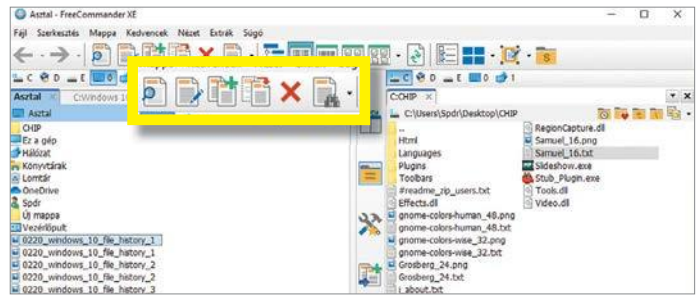 Asztal - FreeCommander XE
Fájl Szerkesztés Mappa Kedvencek Nézet Extrák Súgó
C D E 0
C D E 0 1
Asztal
C:\Windows
C:CHIP
Asztal
C:\Users\Spdr\Desktop\CHIP
CHIP
Ez a gép
Hálózat
Könyvtárak
Lomtár
OneDrive
Spdr
Új mappa
Vezérlőpult
0220_windows_10_file_history_1
0220_windows_10_file_history_1
0220_windows_10_file_history_2
0220_windows_10_file_history_2
0220_windows_10_file_history_3
..
Html
Languages
Plugins
Toolbars
#readme_zip_users.txt
Effects.dll
gnome-colors-human_48.png
gnome-colors-human_48.txt
gnome-colors-wise_32.png
gnome-colors-wise_32.txt
Grosberg_24.png
Grosberg_24.txt
i_about.txt
RegionCapture.dll
Samuel_16.png
Samuel_16.txt
Slideshow.exe
Stub_Plugin.exe
Tools.dll
Video.dll